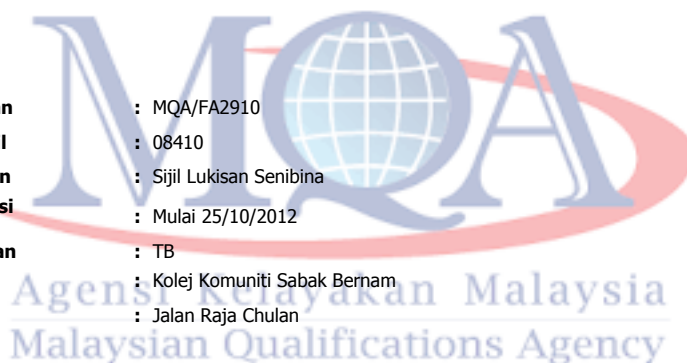 MQA
an : MQA/FA2910
l : 08410
n : Sijil Lukisan Senibina
si : Mulai 25/10/2012
an : TB
: Kolej Komuniti Sabak Bernam
: Jalan Raja Chulan
Agensi Kelayakan Malaysia
Malaysian Qualifications Agency